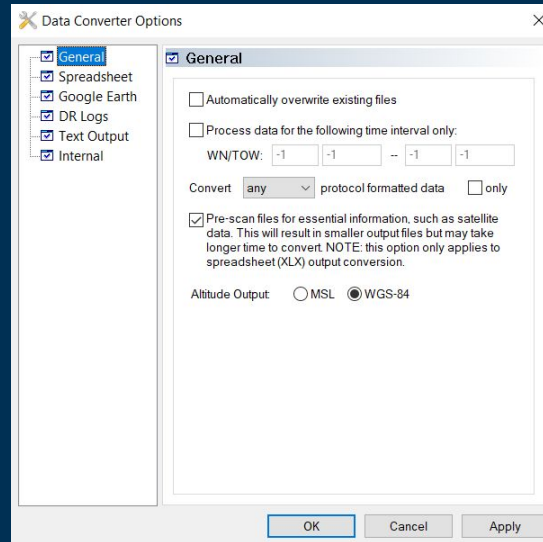 Data Converter Options
General
Spreadsheet
Google Earth
DR Logs
Text Output
Internal
General
Automatically overwrite existing files
Process data for the following time interval only:
WN/TOW: -1 -1 -- -1 -1
Convert any protocol formatted data only
Pre-scan files for essential information, such as satellite
data. This will result in smaller output files but may take
longer time to convert. NOTE: this option only applies to
spreadsheet (XLX) output conversion.
Altitude Output: MSL WGS-84
OK Cancel Apply